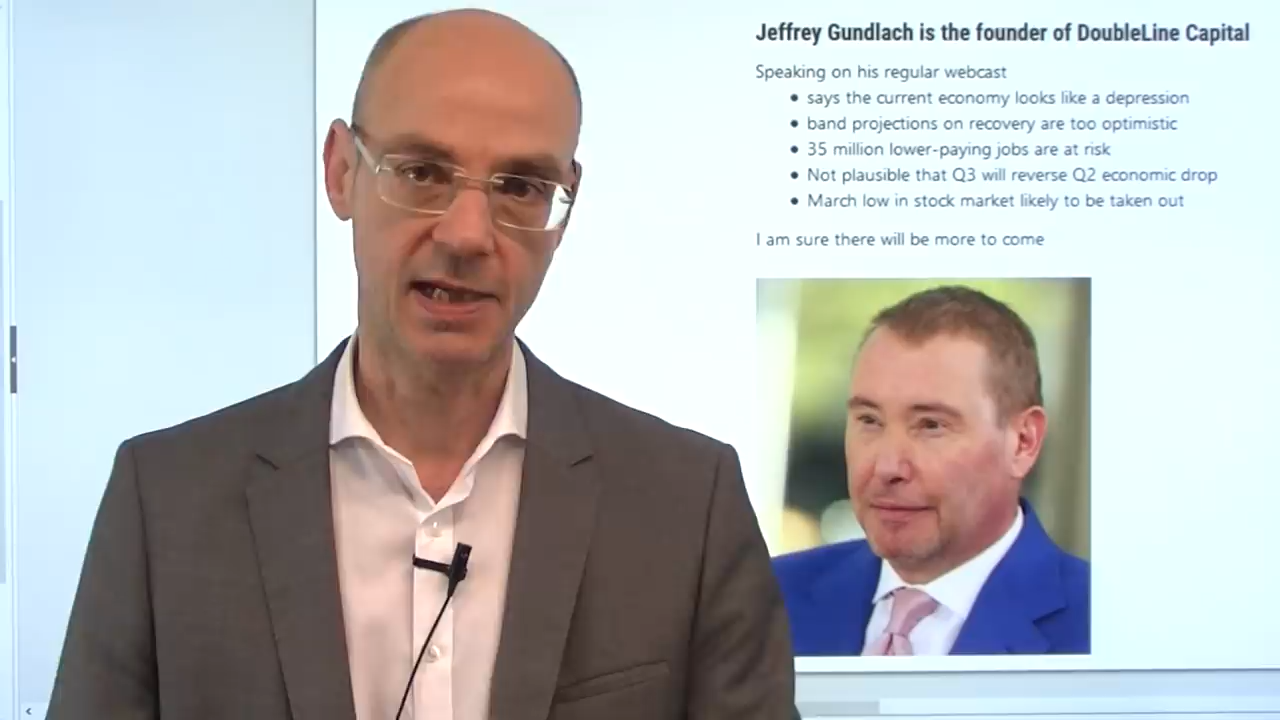 Jeffrey Gundlach is the founder of DoubleLine Capital
Speaking on his regular webcast
• says the current economy looks like a depression
• band projections on recovery are too optimistic
• 35 million lower-paying jobs are at risk
• Not plausible that Q3 will reverse Q2 economic drop
• March low in stock market likely to be taken out
I am sure there will be more to come